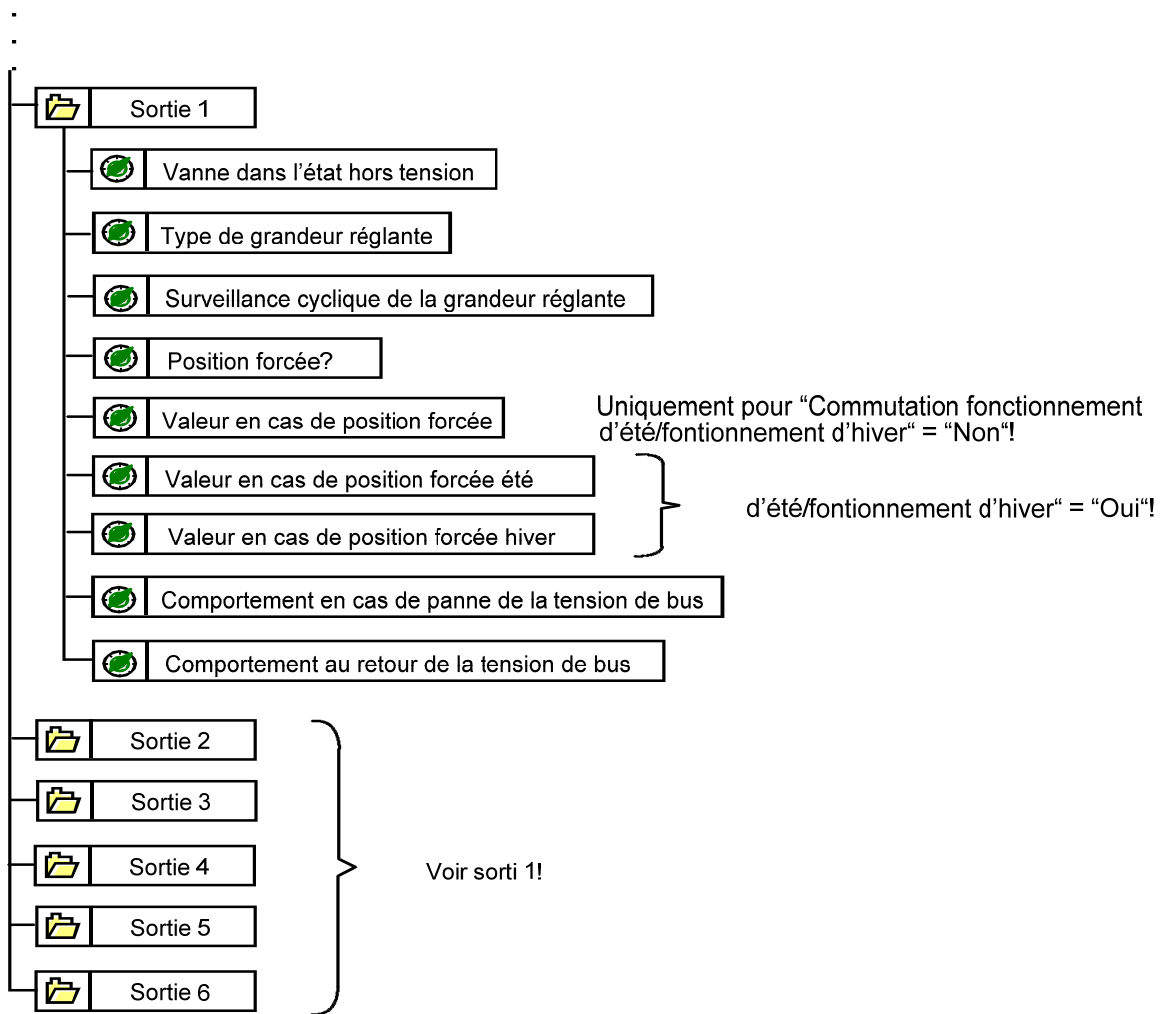 Sortie 1
Vanne dans l’état hors tension
Type de grandeur réglante
Surveillance cyclique de la grandeur réglante
Position forcée?
Valeur en cas de position forcée
Uniquement pour “Commutation fonctionnement
d’été/fontionnement d’hiver“ = “Non“!
Valeur en cas de position forcée été
Valeur en cas de position forcée hiver
d’été/fontionnement d’hiver“ = “Oui“!
Comportement en cas de panne de la tension de bus
Comportement au retour de la tension de bus
Sortie 2
Sortie 3
Sortie 4
Sortie 5
Sortie 6
Voir sorti 1!